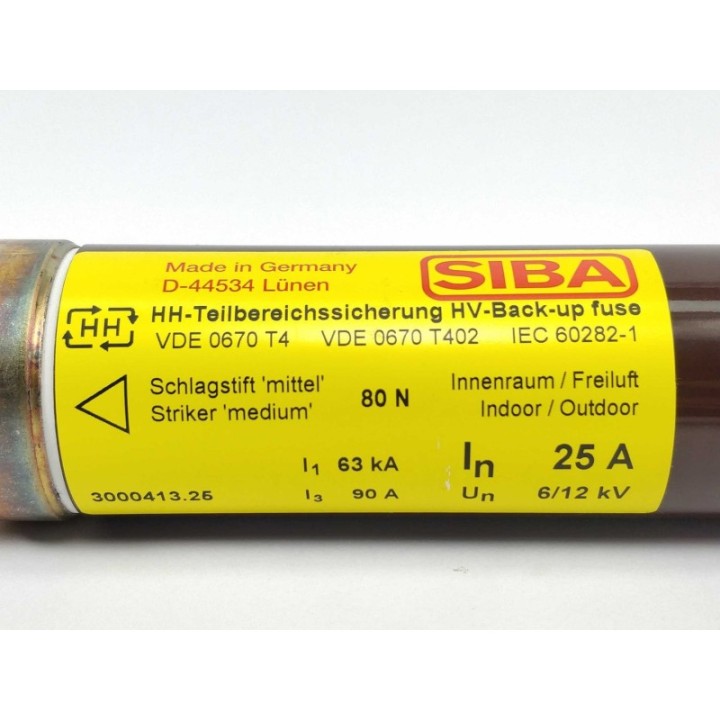 Made in Germany
D-44534 Lünen
SIBA
HH
HH-Teilbereichssicherung HV-Back-up fuse
VDE 0670 T4 VDE 0670 T402 IEC 60282-1
Schlagstift 'mittel' 80 N Innenraum / Freiluft
Striker 'medium' Indoor / Outdoor
I1 63 kA In 25 A
3000413.25 I3 90 A Un 6/12 kV